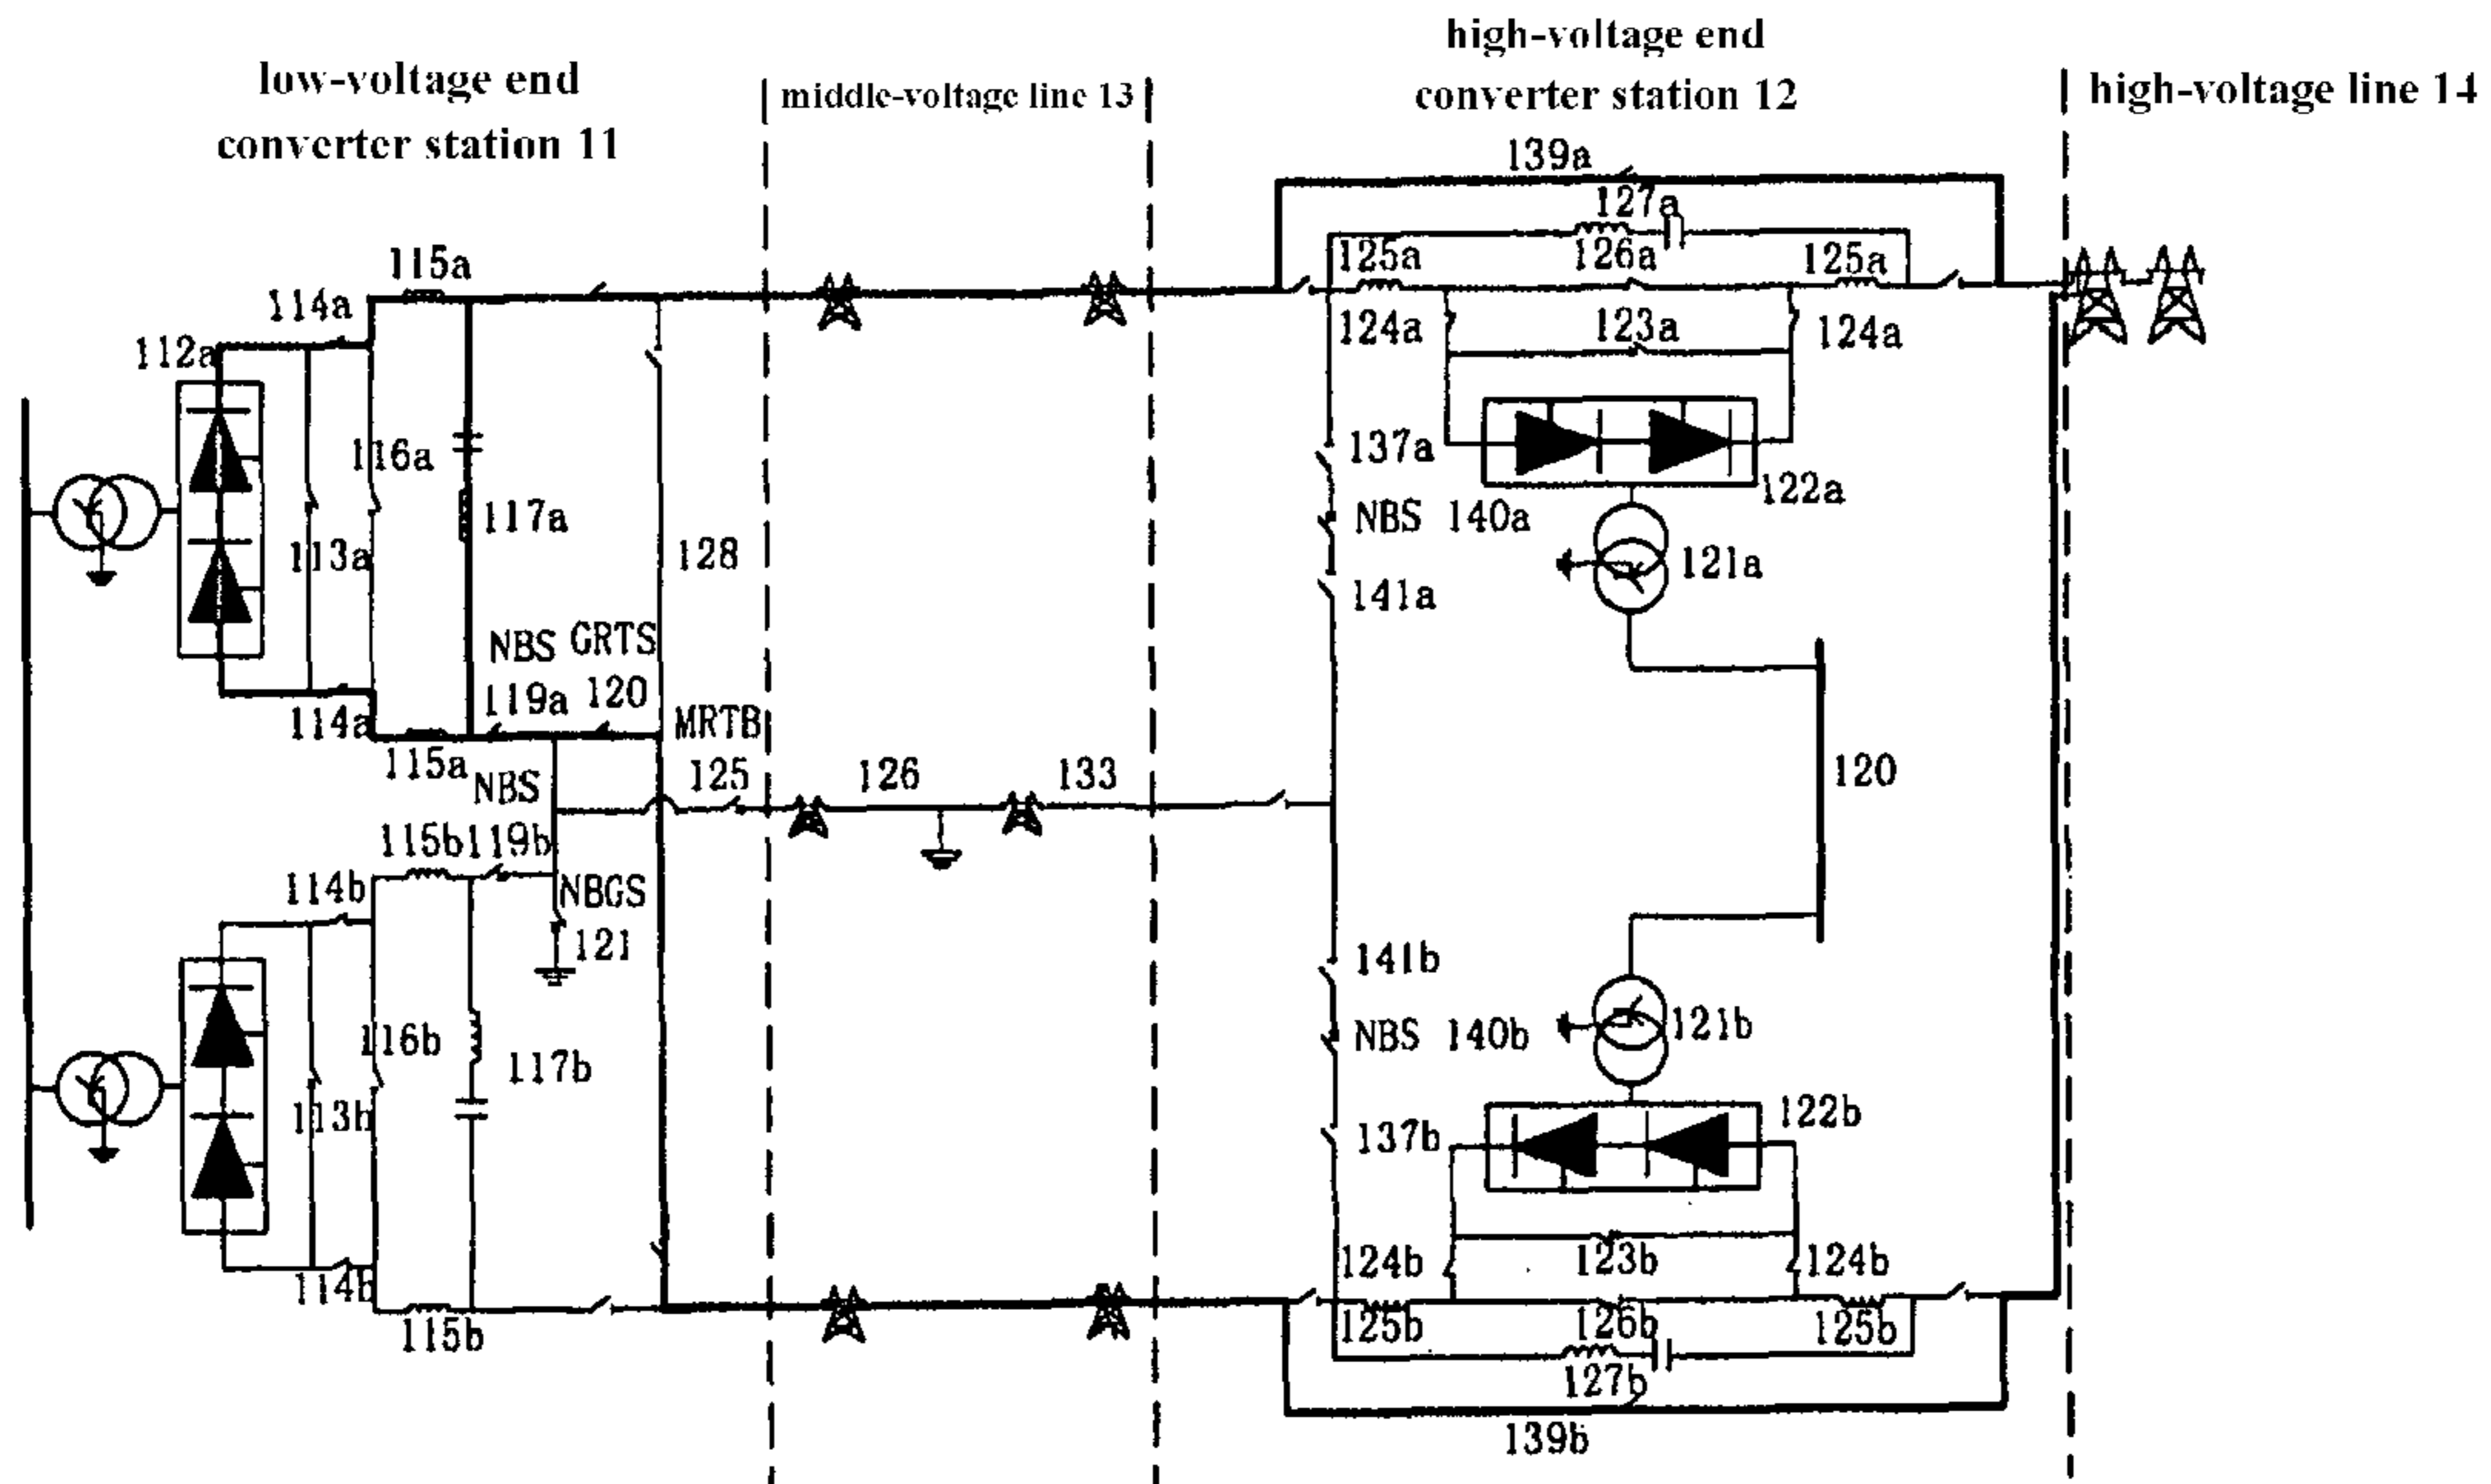 low-voltage end
converter station 11
middle-voltage line 13
high-voltage end
converter station 12
high-voltage line 14
139a
127a
115a
125a
126a
125a
114a
124a
123a
124a
112a
116a
137a
122a
117a
NBS 140a
113a
128
121a
141a
NBS
GRTS
119a
120
114a
MRTB
115a
NBS
125
126
133
120
115b
119b
114b
NBGS
121
141b
116b
NBS 140b
121b
117b
113b
137b
122b
114b
124b
123b
124b
115b
125b
126b
125b
127b
139b